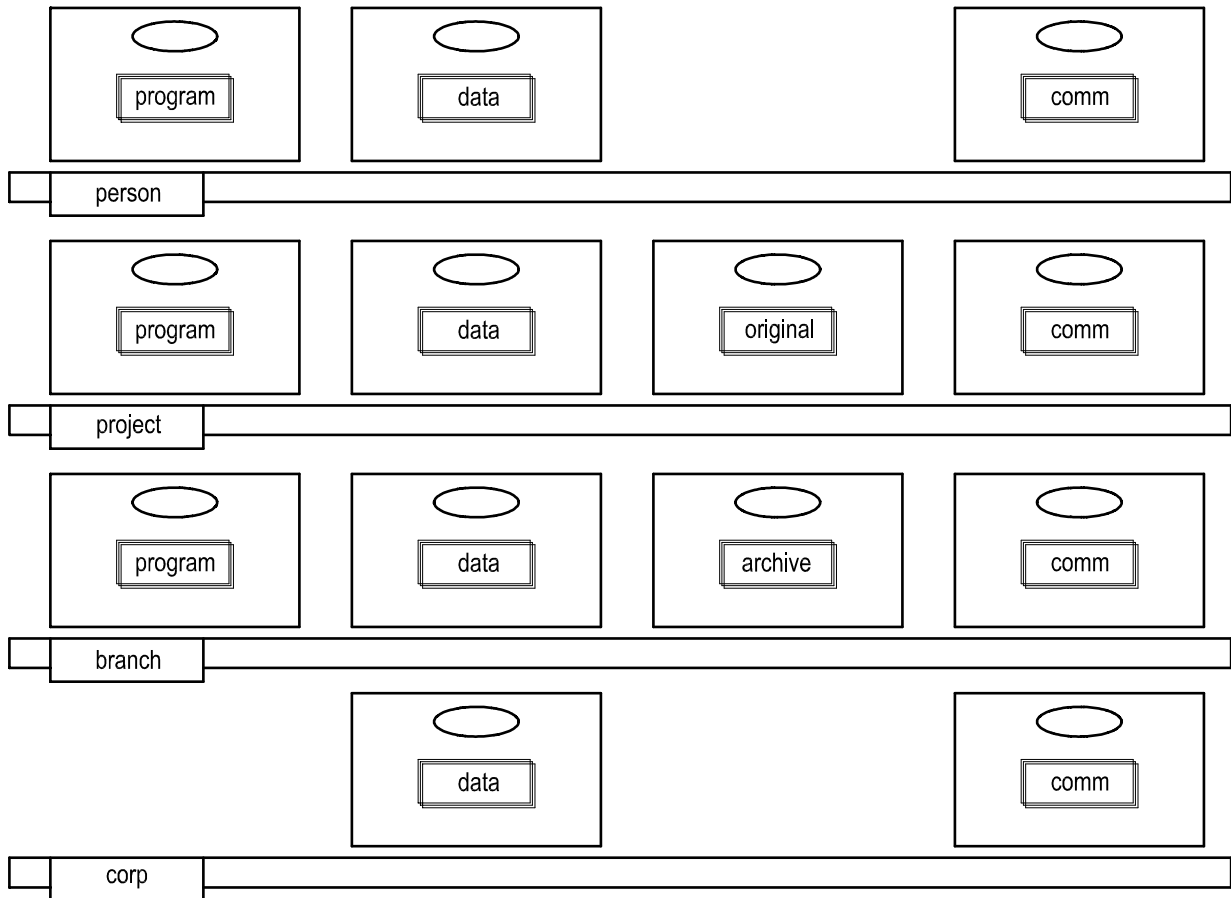 program data comm
person
program data original comm
project
program data archive comm
branch
data comm
corp